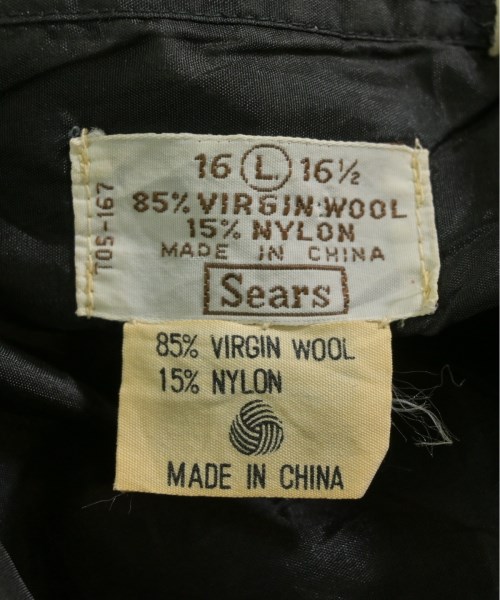 16 L 16½
85% VIRGIN WOOL
15% NYLON
MADE IN CHINA
Sears
TOS-167
85% VIRGIN WOOL
15% NYLON
MADE IN CHINA